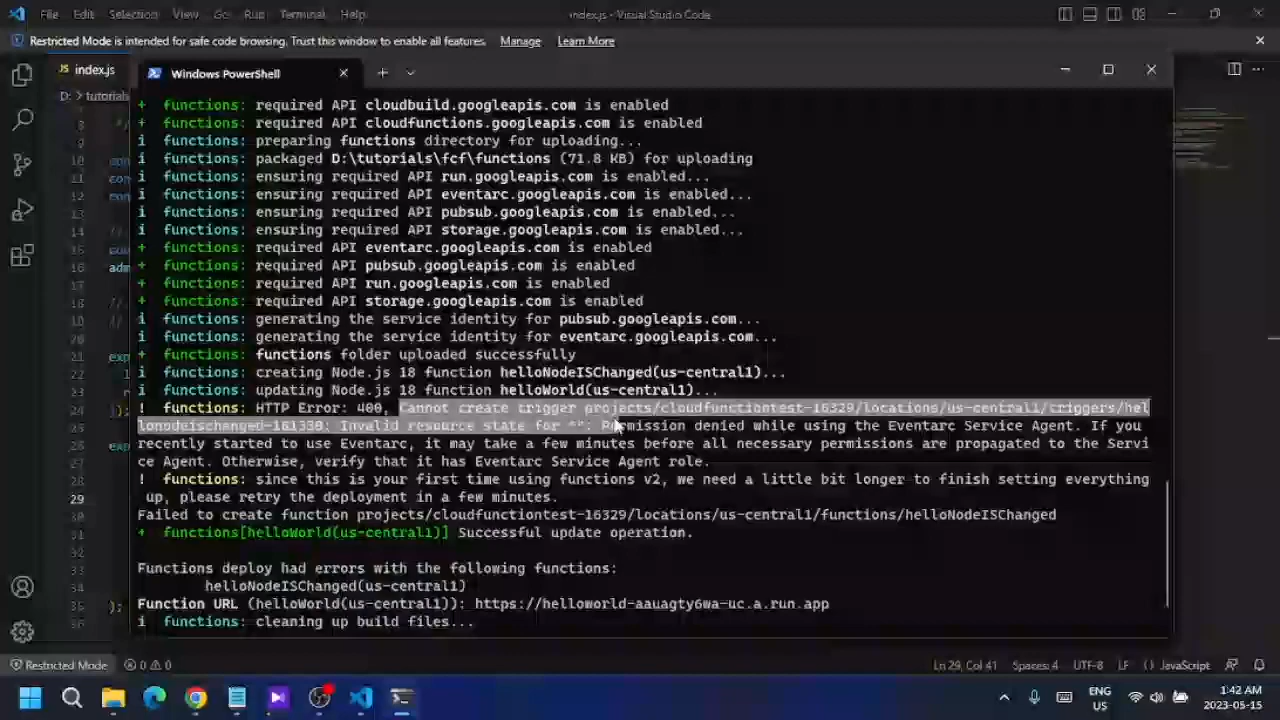 File Edit Selection View Go Run Terminal Help index.js - Visual Studio Code
Restricted Mode is intended for safe code browsing. Trust this window to enable all features. Manage Learn More
JS index.js
Windows PowerShell
D: > tutorials
+ functions: required API cloudbuild.googleapis.com is enabled
+ functions: required API cloudfunctions.googleapis.com is enabled
i functions: preparing functions directory for uploading...
i functions: packaged D:\tutorials\fcf\functions (71.8 KB) for uploading
i functions: ensuring required API run.googleapis.com is enabled...
i functions: ensuring required API eventarc.googleapis.com is enabled...
i functions: ensuring required API pubsub.googleapis.com is enabled...
i functions: ensuring required API storage.googleapis.com is enabled...
+ functions: required API eventarc.googleapis.com is enabled
+ functions: required API pubsub.googleapis.com is enabled
+ functions: required API run.googleapis.com is enabled
+ functions: required API storage.googleapis.com is enabled
i functions: generating the service identity for pubsub.googleapis.com...
i functions: generating the service identity for eventarc.googleapis.com...
+ functions: functions folder uploaded successfully
i functions: creating Node.js 18 function helloNodeISChanged(us-central1)...
i functions: updating Node.js 18 function helloWorld(us-central1)...
! functions: HTTP Error: 400, Cannot create trigger projects/cloudfunctiontest-16329/locations/us-central1/triggers/hel
lonodeischanged-161330: Invalid resource state for "": Permission denied while using the Eventarc Service Agent. If you
recently started to use Eventarc, it may take a few minutes before all necessary permissions are propagated to the Servi
ce Agent. Otherwise, verify that it has Eventarc Service Agent role.
! functions: since this is your first time using functions v2, we need a little bit longer to finish setting everything
up, please retry the deployment in a few minutes.
Failed to create function projects/cloudfunctiontest-16329/locations/us-central1/functions/helloNodeISChanged
+ functions[helloWorld(us-central1)] Successful update operation.
Functions deploy had errors with the following functions:
helloNodeISChanged(us-central1)
Function URL (helloWorld(us-central1)): https://helloworld-aauagty6wa-uc.a.run.app
i functions: cleaning up build files...
Restricted Mode 0 0 Ln 29, Col 41 Spaces: 4 UTF-8 LF {} JavaScript
ENG
US
1:42 AM
2023-05-15